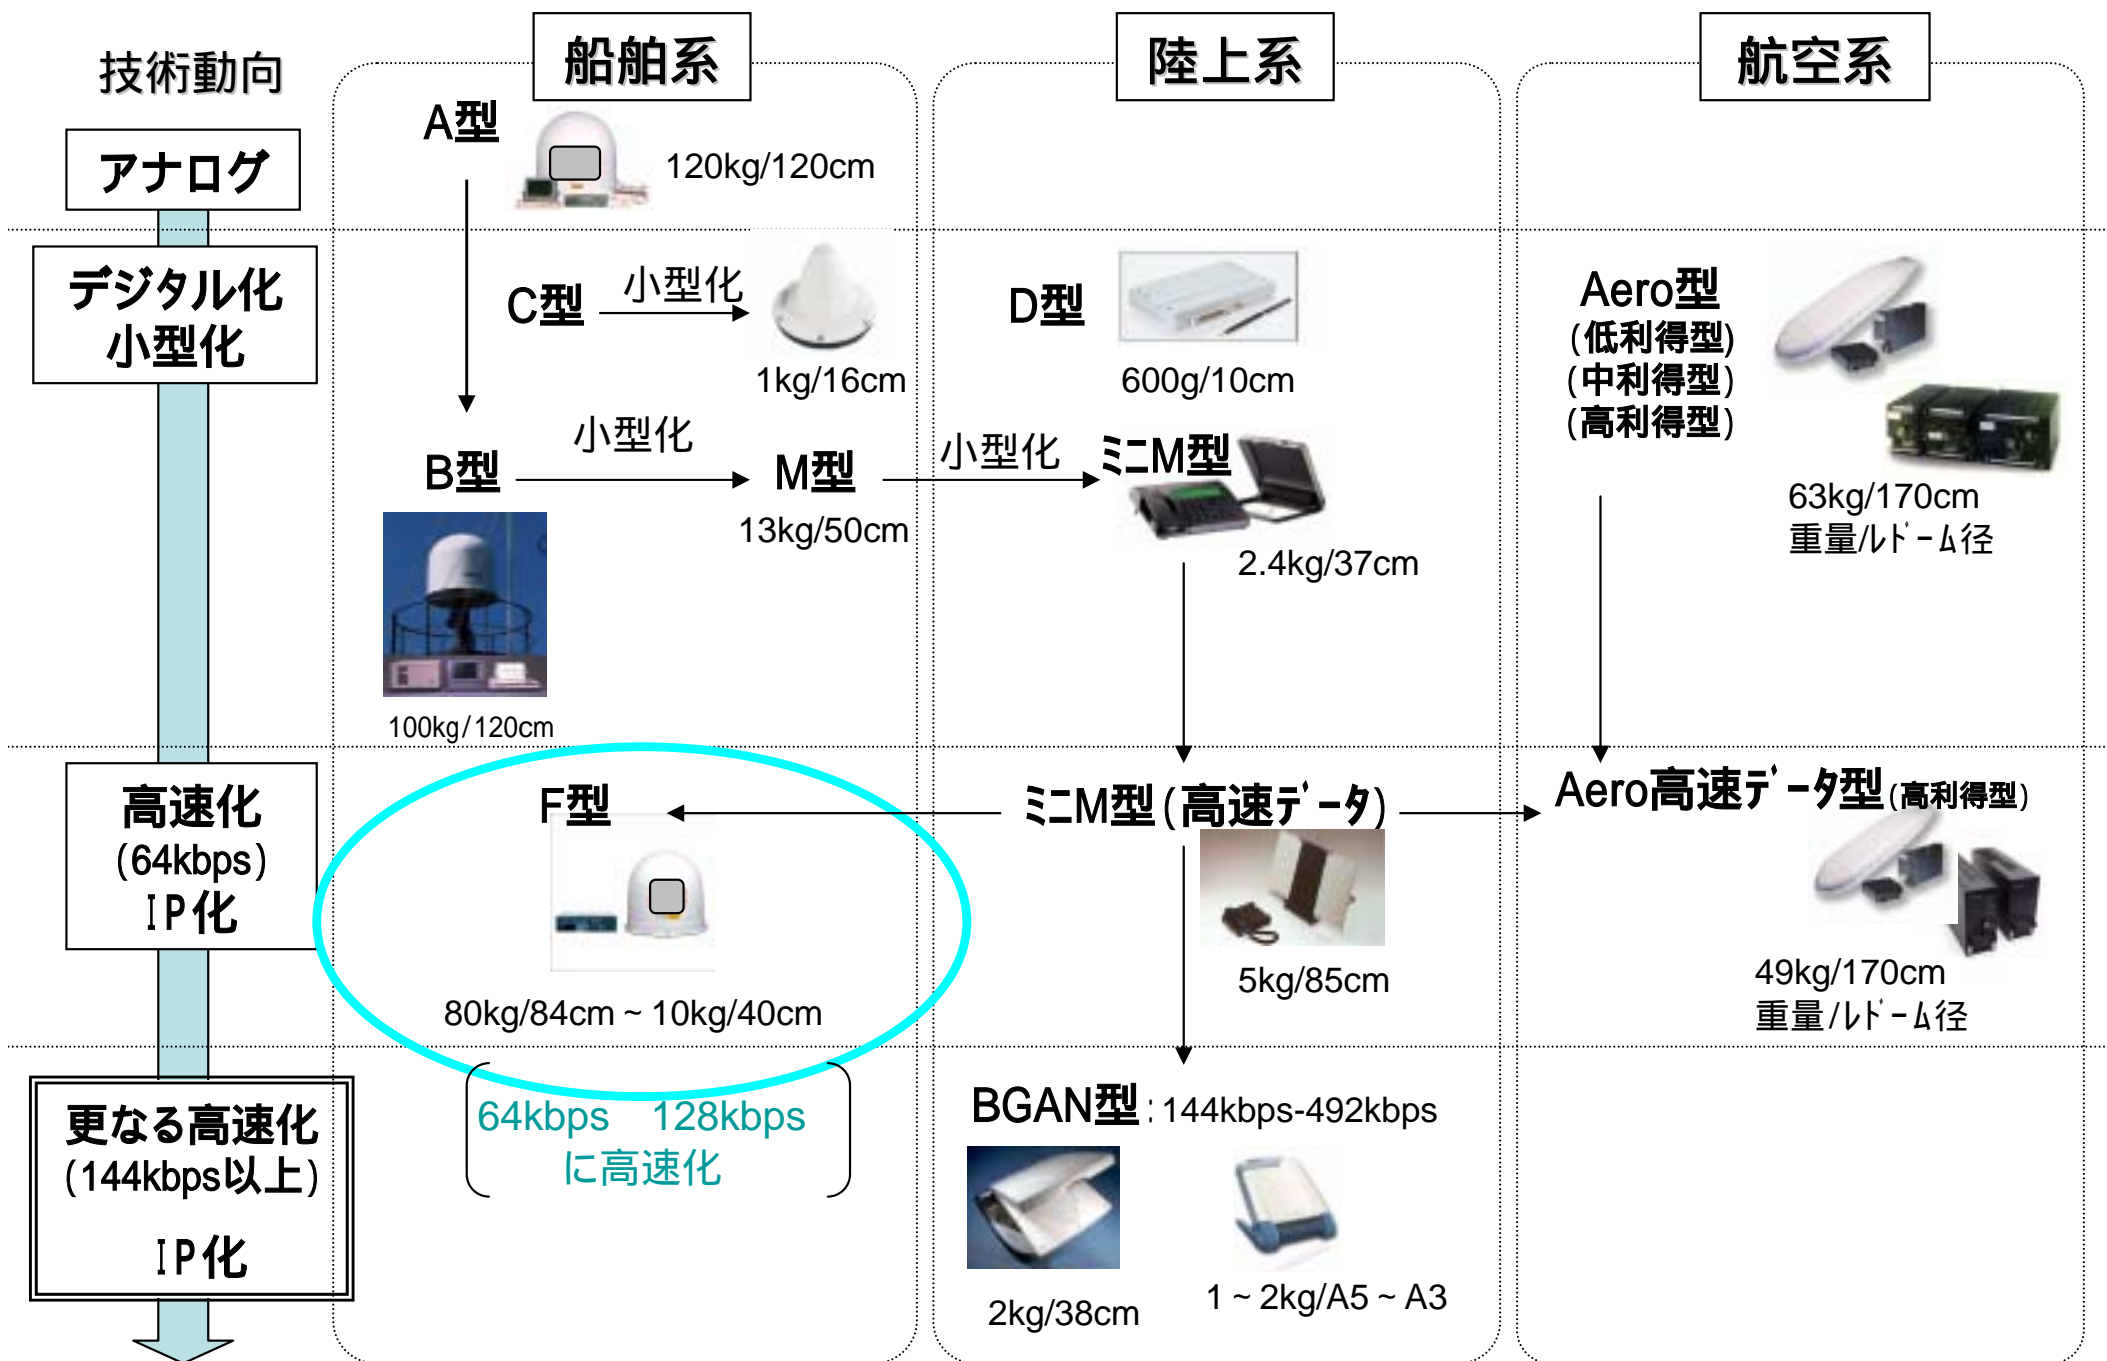 技術動向
船舶系
陸上系
航空系
アナログ
A型
120kg/120cm
デジタル化
小型化
C型
小型化
1kg/16cm
D型
600g/10cm
Aero型
(低利得型)
(中利得型)
(高利得型)
63kg/170cm
重量/ﾚﾄﾞｰﾑ径
B型
小型化
M型
13kg/50cm
小型化
ﾐﾆM型
2.4kg/37cm
100kg/120cm
高速化
(64kbps)
IP化
F型
80kg/84cm ~ 10kg/40cm
ﾐﾆM型(高速ﾃﾞｰﾀ)
5kg/85cm
Aero高速ﾃﾞｰﾀ型(高利得型)
49kg/170cm
重量/ﾚﾄﾞｰﾑ径
更なる高速化
(144kbps以上)
IP化
64kbps 128kbps
に高速化
BGAN型:144kbps-492kbps
2kg/38cm
1 ~ 2kg/A5 ~ A3